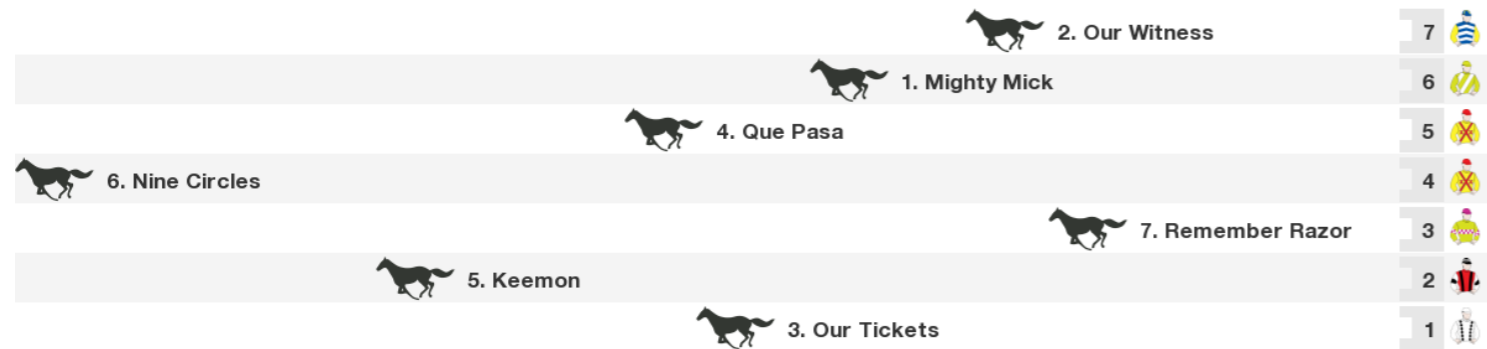 2. Our Witness 7
1. Mighty Mick 6
4. Que Pasa 5
6. Nine Circles 4
7. Remember Razor 3
5. Keemon 2
3. Our Tickets 1